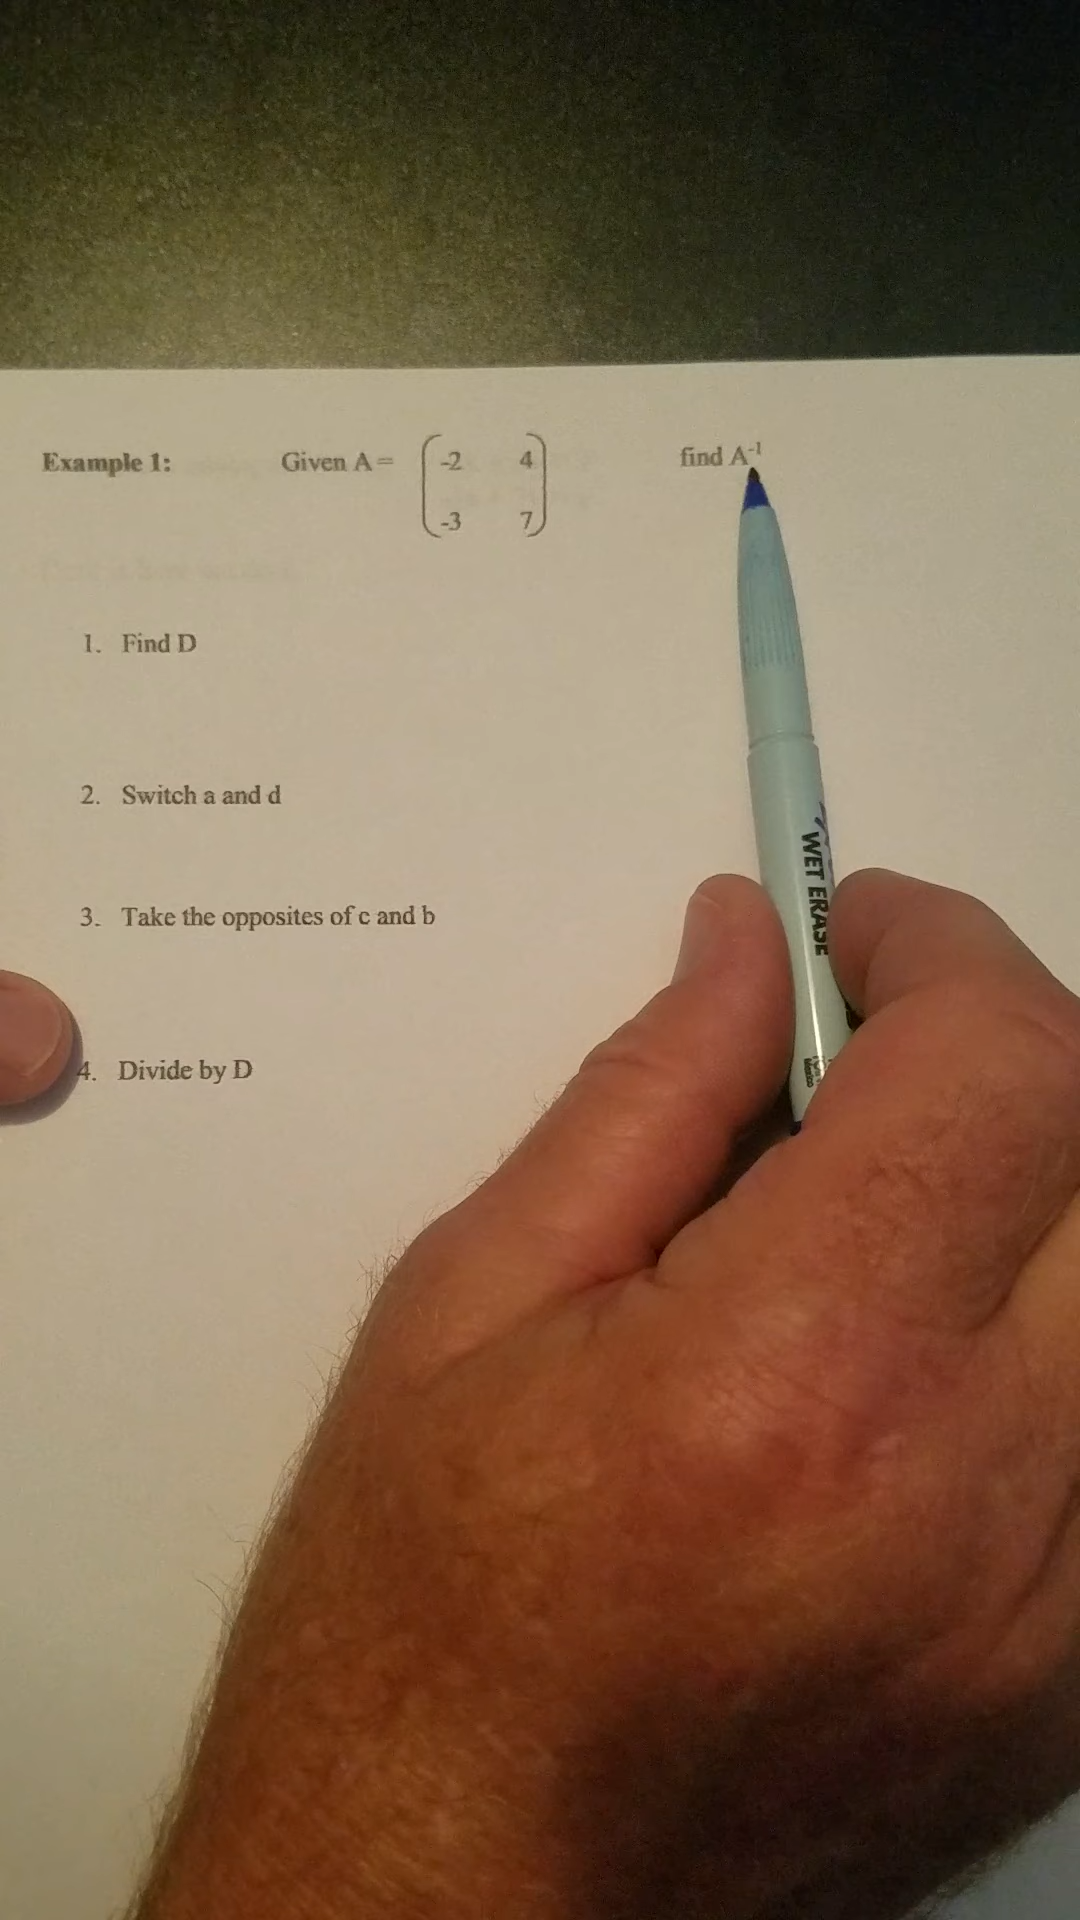 Example 1: Given A = -2 4 find A⁻¹
-3 7
1. Find D
2. Switch a and d
3. Take the opposites of c and b
4. Divide by D
WET ERASE
Mexico